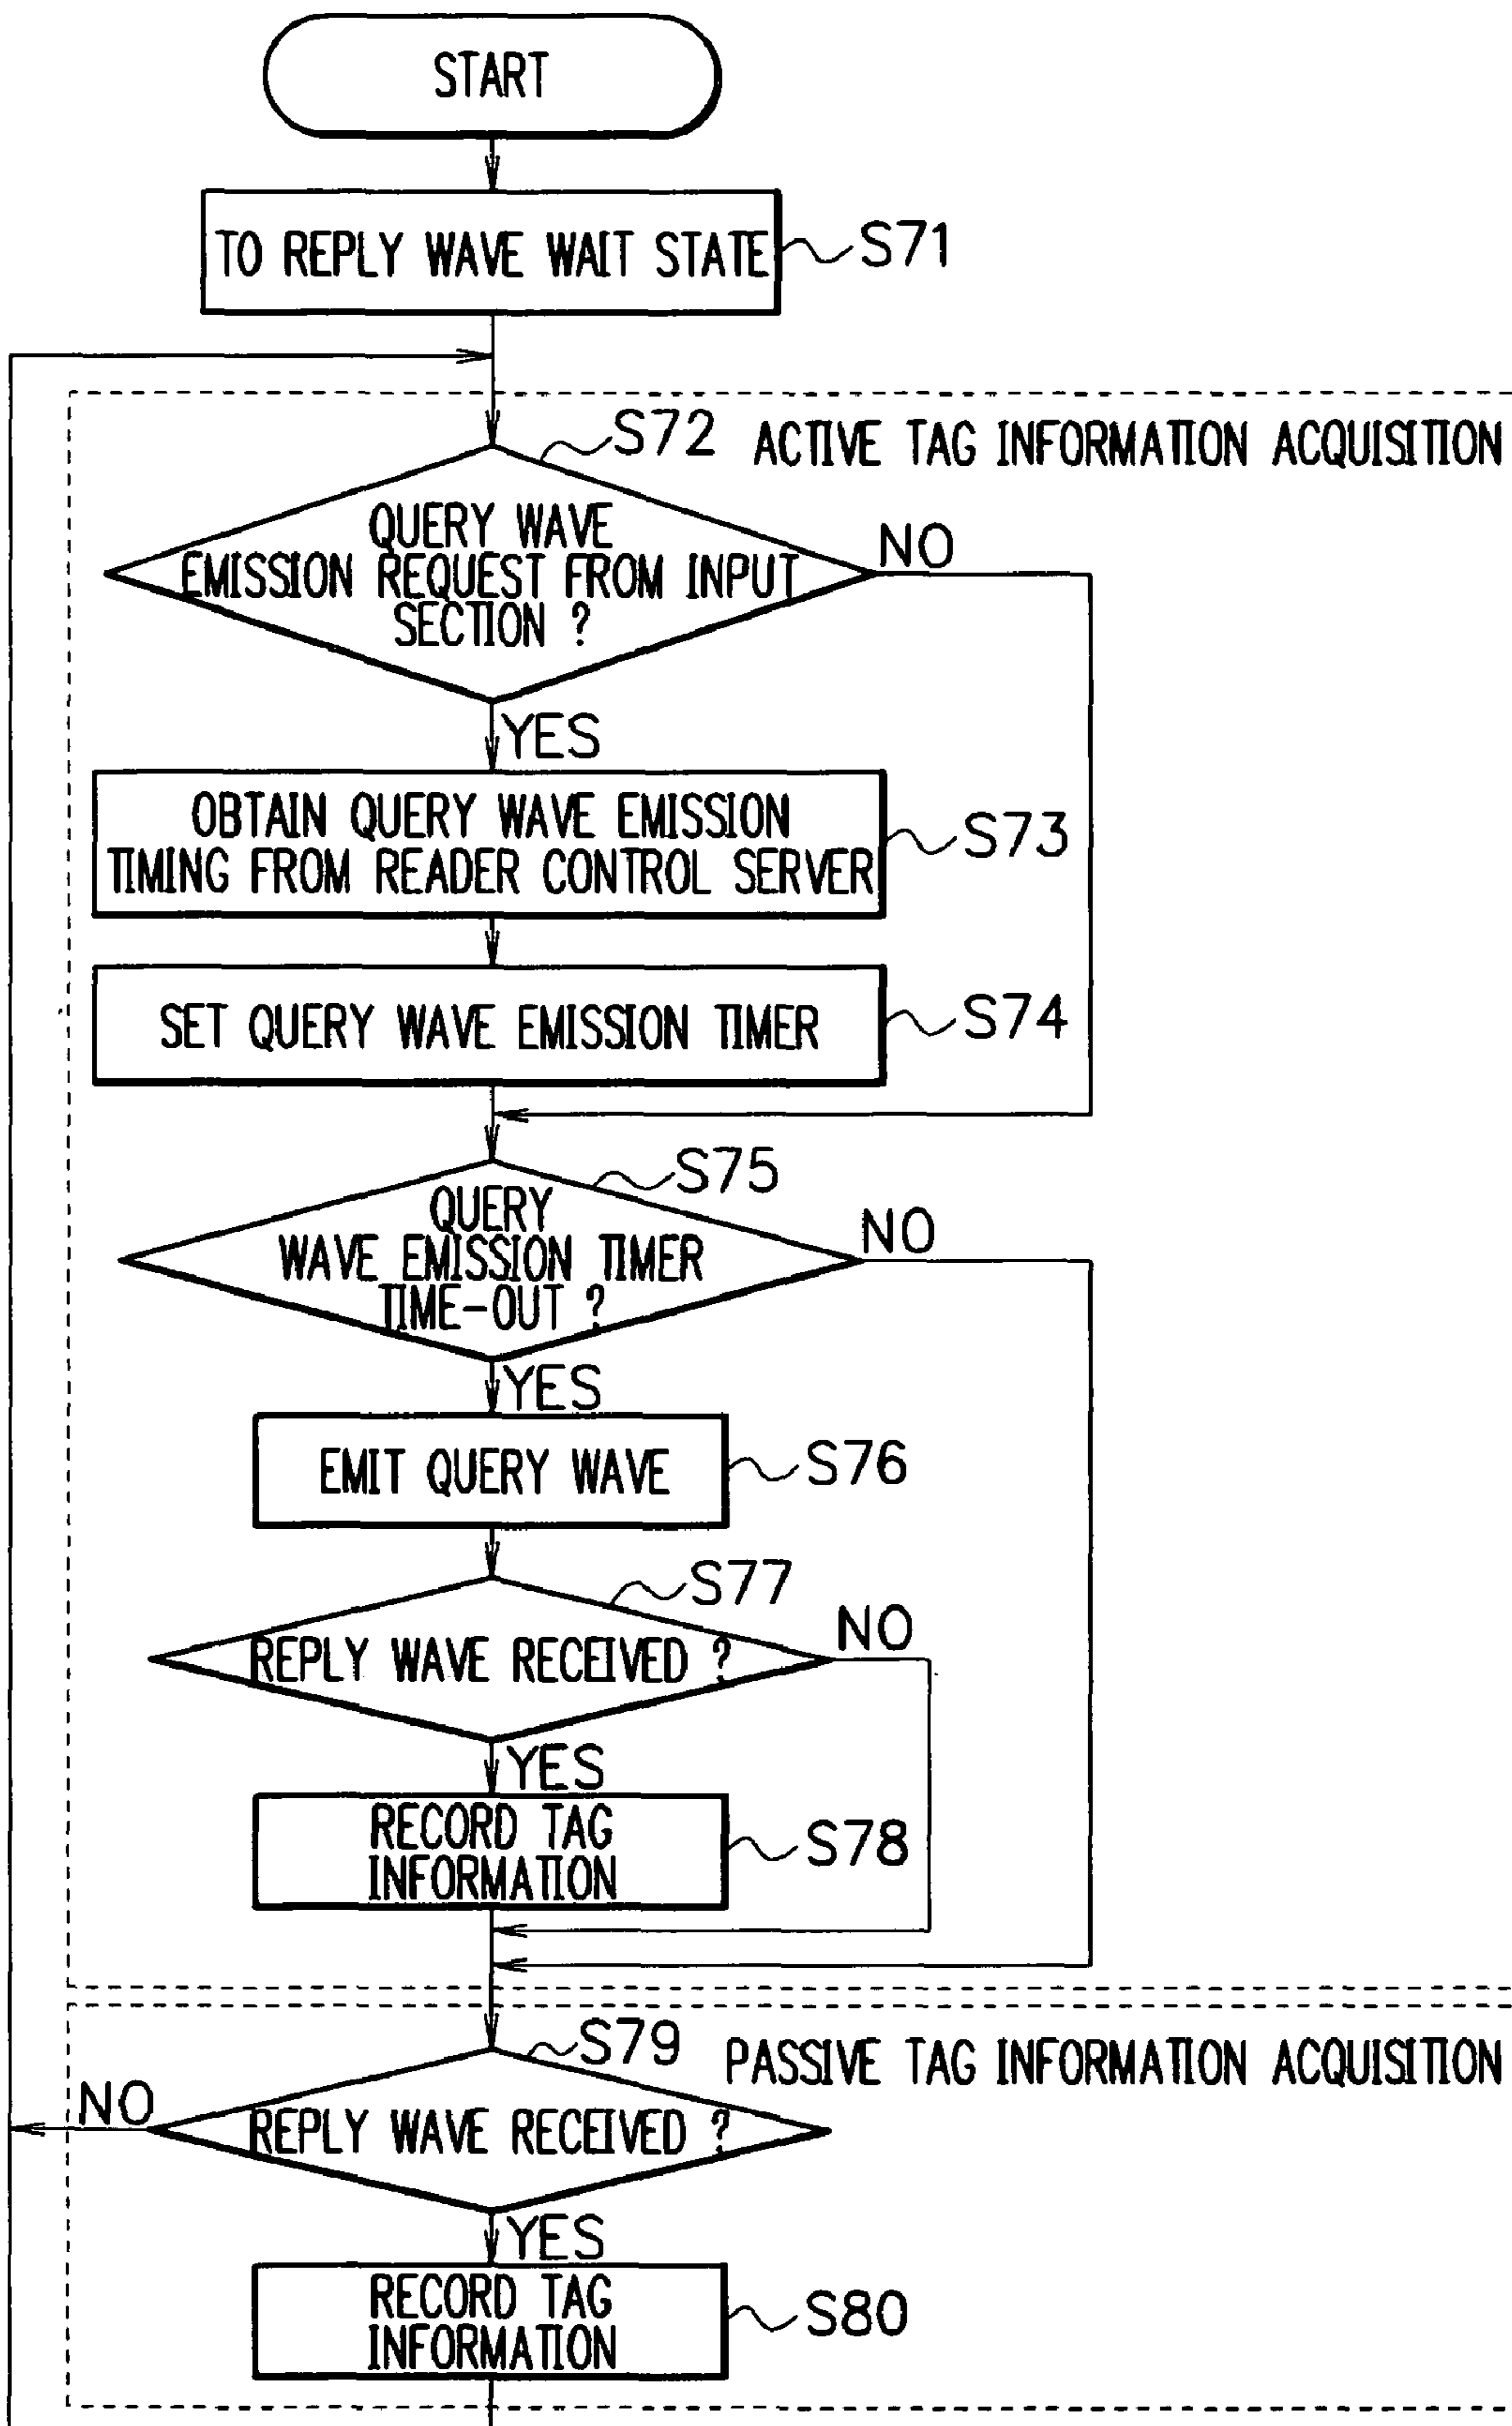 START
TO REPLY WAVE WAIT STATE
S71
S72
ACTIVE TAG INFORMATION ACQUISITION
QUERY WAVE
EMISSION REQUEST FROM INPUT
SECTION ?
NO
YES
OBTAIN QUERY WAVE EMISSION
TIMING FROM READER CONTROL SERVER
S73
SET QUERY WAVE EMISSION TIMER
S74
S75
QUERY
WAVE EMISSION TIMER
TIME-OUT ?
NO
YES
EMIT QUERY WAVE
S76
S77
REPLY WAVE RECEIVED ?
NO
YES
RECORD TAG
INFORMATION
S78
S79
PASSIVE TAG INFORMATION ACQUISITION
NO
REPLY WAVE RECEIVED ?
YES
RECORD TAG
INFORMATION
S80